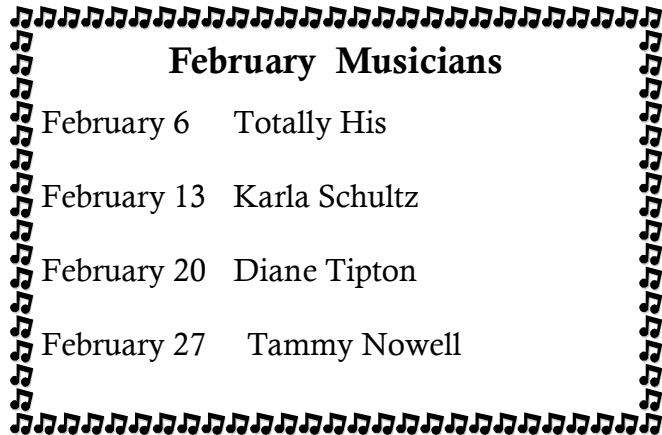 February Musicians
February 6 Totally His
February 13 Karla Schultz
February 20 Diane Tipton
February 27 Tammy Nowell